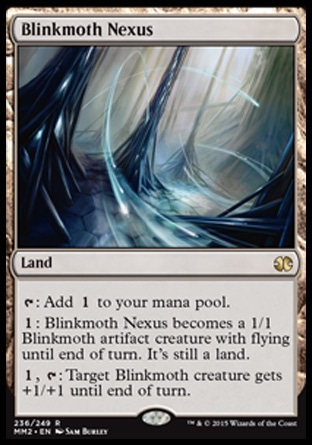 Blinkmoth Nexus
Land
: Add 1 to your mana pool.
1 : Blinkmoth Nexus becomes a 1/1
Blinkmoth artifact creature with flying
until end of turn. It's still a land.
1 , : Target Blinkmoth creature gets
+1/+1 until end of turn.
236/249 R
MM2 • EN SAM BURLEY
™ & © 2015 Wizards of the Coast